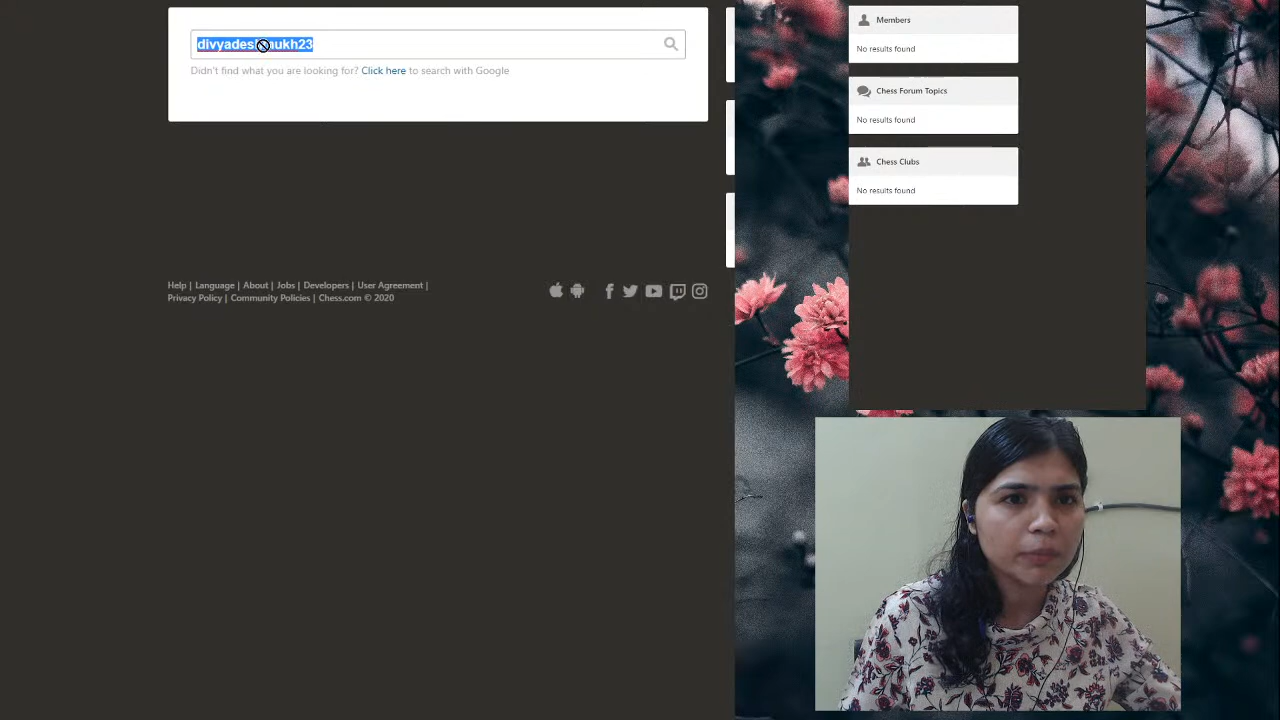 divyadeshmukh23
Didn't find what you are looking for? Click here to search with Google
Members
No results found
Chess Forum Topics
No results found
Chess Clubs
No results found
Help | Language | About | Jobs | Developers | User Agreement |
Privacy Policy | Community Policies | Chess.com © 2020